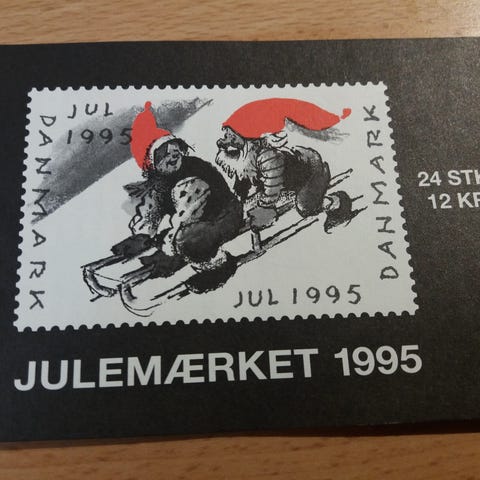 JUL
1995
DANMARK
DANMARK
JUL 1995
24 STK
12 KR
JULEMÆRKET 1995